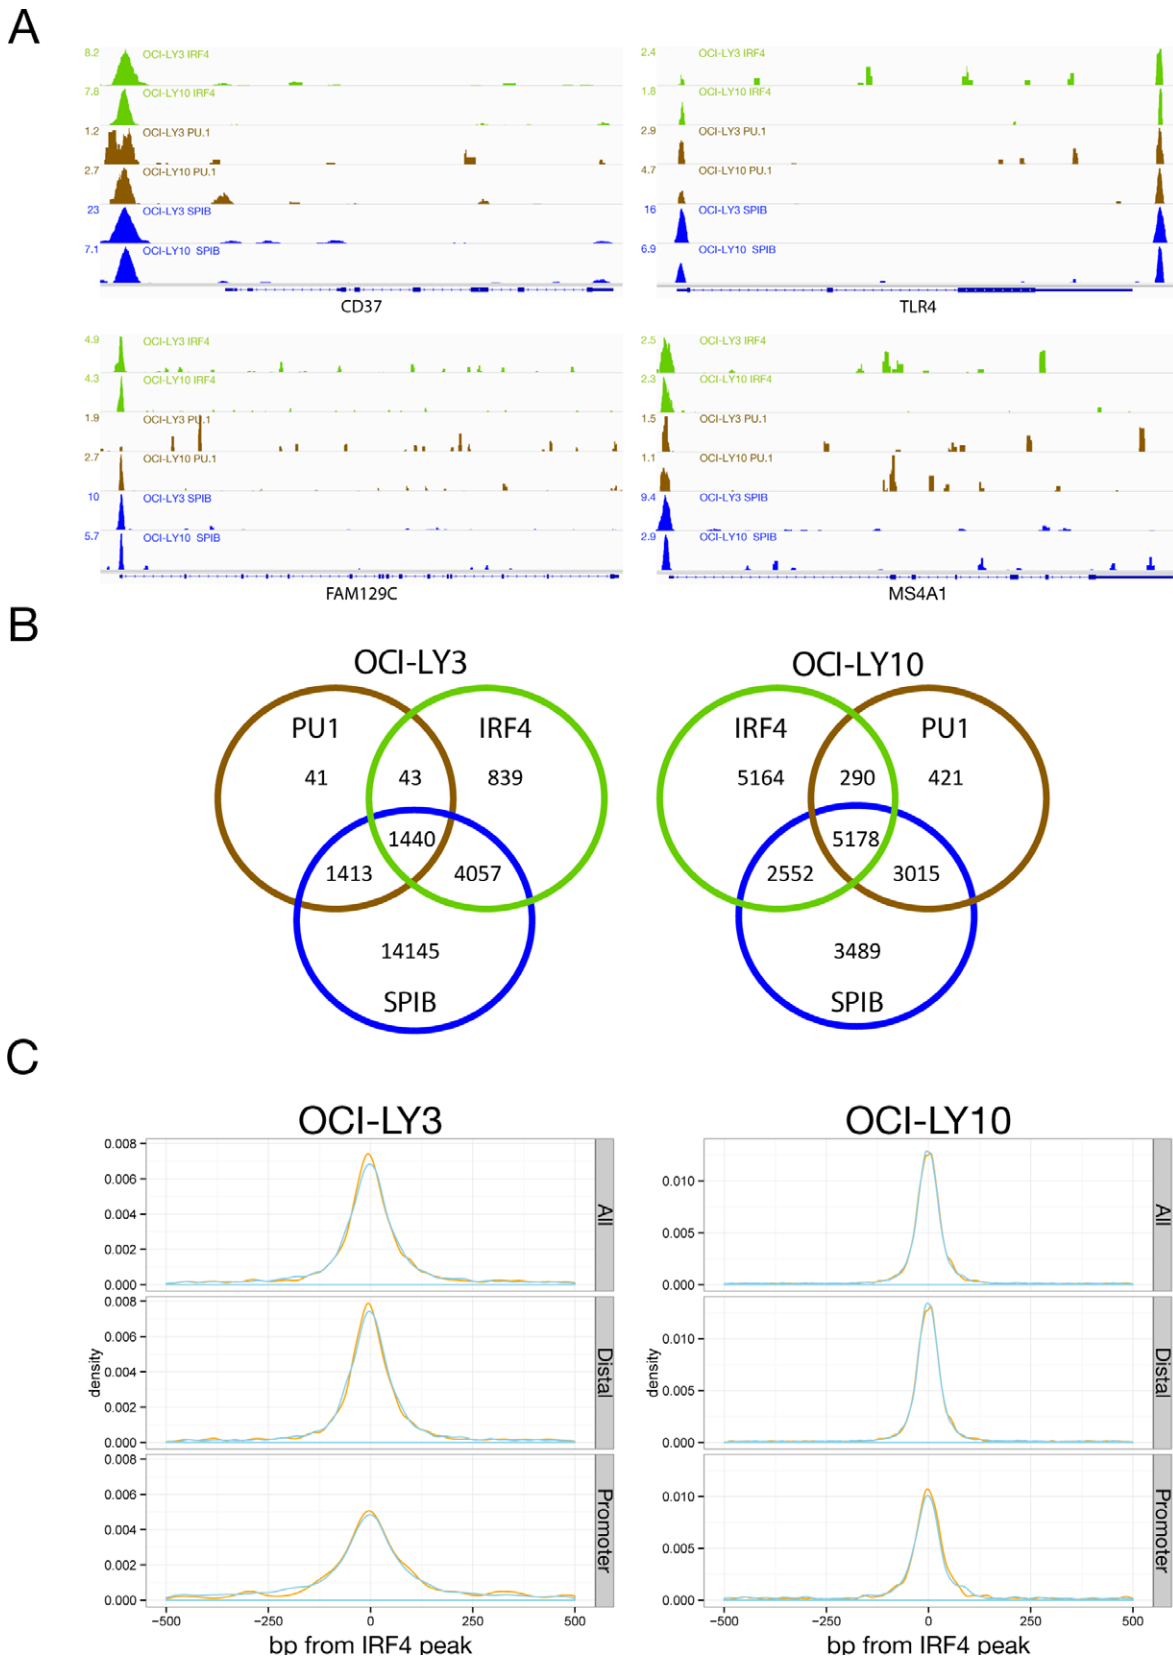 A
8.2 OCI-LY3 IRF4
7.8 OCI-LY10 IRF4
1.2 OCI-LY3 PU.1
2.7 OCI-LY10 PU.1
23 OCI-LY3 SPIB
7.1 OCI-LY10 SPIB
CD37
2.4 OCI-LY3 IRF4
1.8 OCI-LY10 IRF4
2.9 OCI-LY3 PU.1
4.7 OCI-LY10 PU.1
16 OCI-LY3 SPIB
6.9 OCI-LY10 SPIB
TLR4
4.9 OCI-LY3 IRF4
4.3 OCI-LY10 IRF4
1.9 OCI-LY3 PU.1
2.7 OCI-LY10 PU.1
10 OCI-LY3 SPIB
5.7 OCI-LY10 SPIB
FAM129C
2.5 OCI-LY3 IRF4
2.3 OCI-LY10 IRF4
1.5 OCI-LY3 PU.1
1.1 OCI-LY10 PU.1
9.4 OCI-LY3 SPIB
2.9 OCI-LY10 SPIB
MS4A1
B
OCI-LY3
PU1 IRF4
41 43 839
1440
1413 4057
14145
SPIB
OCI-LY10
IRF4 PU1
5164 290 421
5178
2552 3015
3489
SPIB
C
OCI-LY3
0.008
0.006
0.004
0.002
0.000
All
0.008
0.006
0.004
0.002
0.000
density
Distal
0.008
0.006
0.004
0.002
0.000
Promoter
−500 −250 0 250 500
bp from IRF4 peak
OCI-LY10
0.010
0.005
0.000
All
0.010
0.005
0.000
density
Distal
0.010
0.005
0.000
Promoter
−500 −250 0 250 500
bp from IRF4 peak